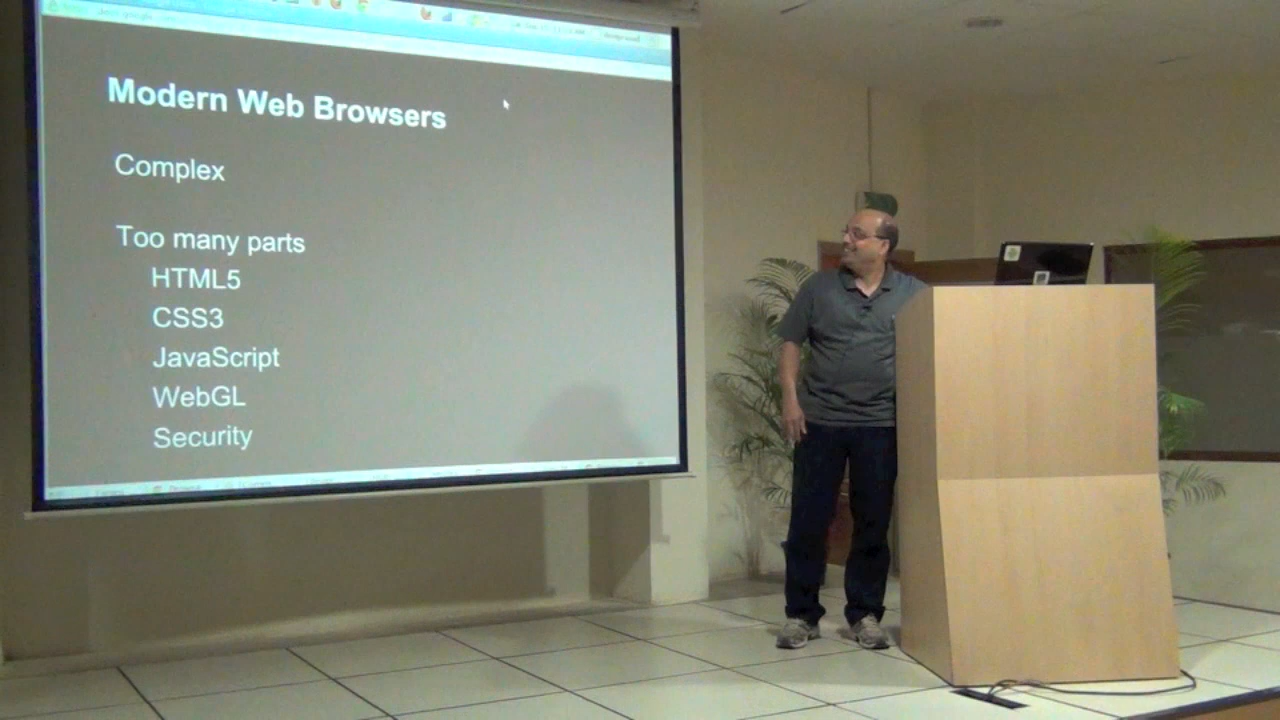 Modern Web Browsers
Complex
Too many parts
HTML5
CSS3
JavaScript
WebGL
Security